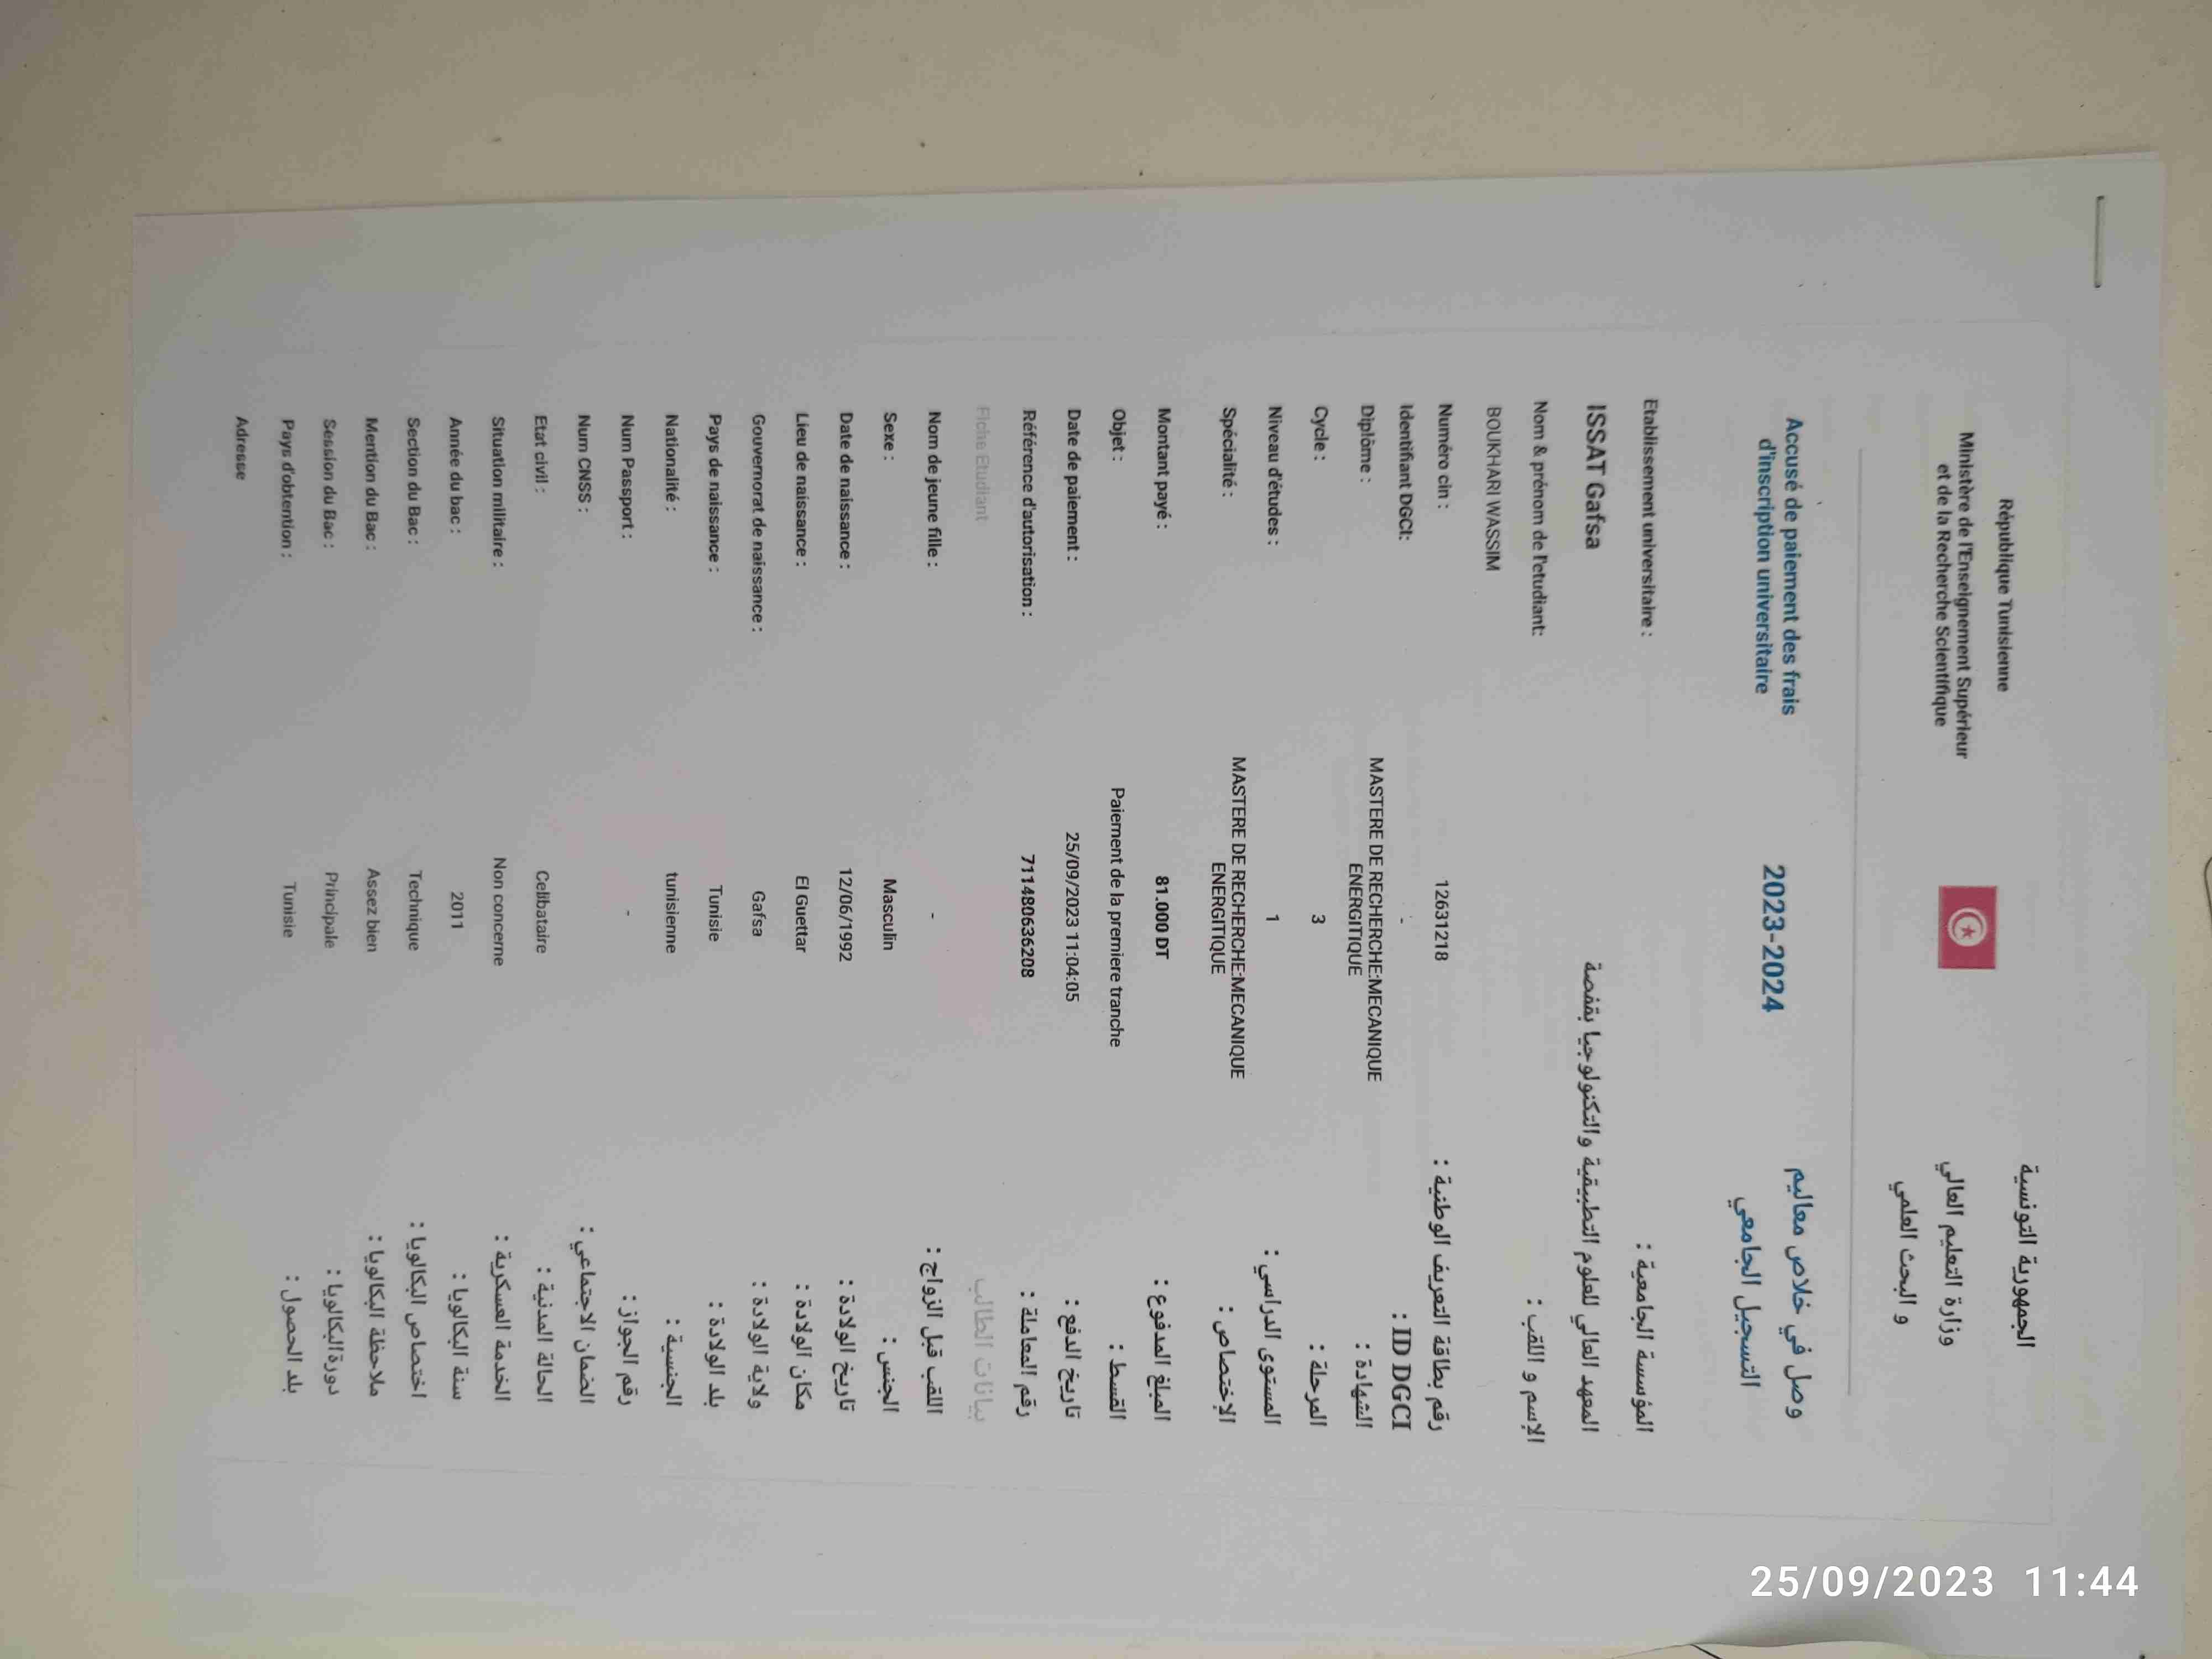 République Tunisienne
Ministère de l'Enseignement Supérieur
et de la Recherche Scientifique
الجمهورية التونسية
وزارة التعليم العالي
و البحث العلمي
Accusé de paiement des frais
d'inscription universitaire
2023-2024
وصل في خلاص معاليم
التسجيل الجامعي
Etablissement universitaire :
المؤسسة الجامعية :
ISSAT Gafsa
المعهد العالي للعلوم التطبيقية والتكنولوجيا بقفصة
Nom & prénom de l'etudiant:
الإسم و اللقب :
BOUKHARI WASSIM
Numéro cin : 12631218 رقم بطاقة التعريف الوطنية :
Identifiant DGCI: - ID DGCI :
Diplôme : MASTERE DE RECHERCHE:MECANIQUE الشهادة :
ENERGITIQUE
Cycle : 3 المرحلة :
Niveau d'études : 1 المستوى الدراسي :
Spécialité : MASTERE DE RECHERCHE:MECANIQUE الإختصاص :
ENERGITIQUE
Montant payé : 81.000 DT المبلغ المدفوع :
Objet : Paiement de la premiere tranche القسط :
Date de paiement : 25/09/2023 11:04:05 تاريخ الدفع :
Référence d'autorisation : 711480636208 رقم المعاملة :
Fiche Etudiant بيانات الطالب
Nom de jeune fille : - اللقب قبل الزواج :
Sexe : Masculin الجنس :
Date de naissance : 12/06/1992 تاريخ الولادة :
Lieu de naissance : El Guettar مكان الولادة :
Gouvernorat de naissance : Gafsa ولاية الولادة :
Pays de naissance : Tunisie بلد الولادة :
Nationalité : tunisienne الجنسية :
Num Passport : - رقم الجواز :
Num CNSS : الضمان الاجتماعي :
Etat civil : Celibataire الحالة المدنية :
Situation militaire : Non concerne الخدمة العسكرية :
Année du bac : 2011 سنة البكالويا :
Section du Bac : Technique اختصاص البكالويا :
Mention du Bac : Assez bien ملاحظة البكالويا :
Session du Bac : Principale دورة البكالويا :
Pays d'obtention : Tunisie بلد الحصول :
Adresse
25/09/2023 11:44